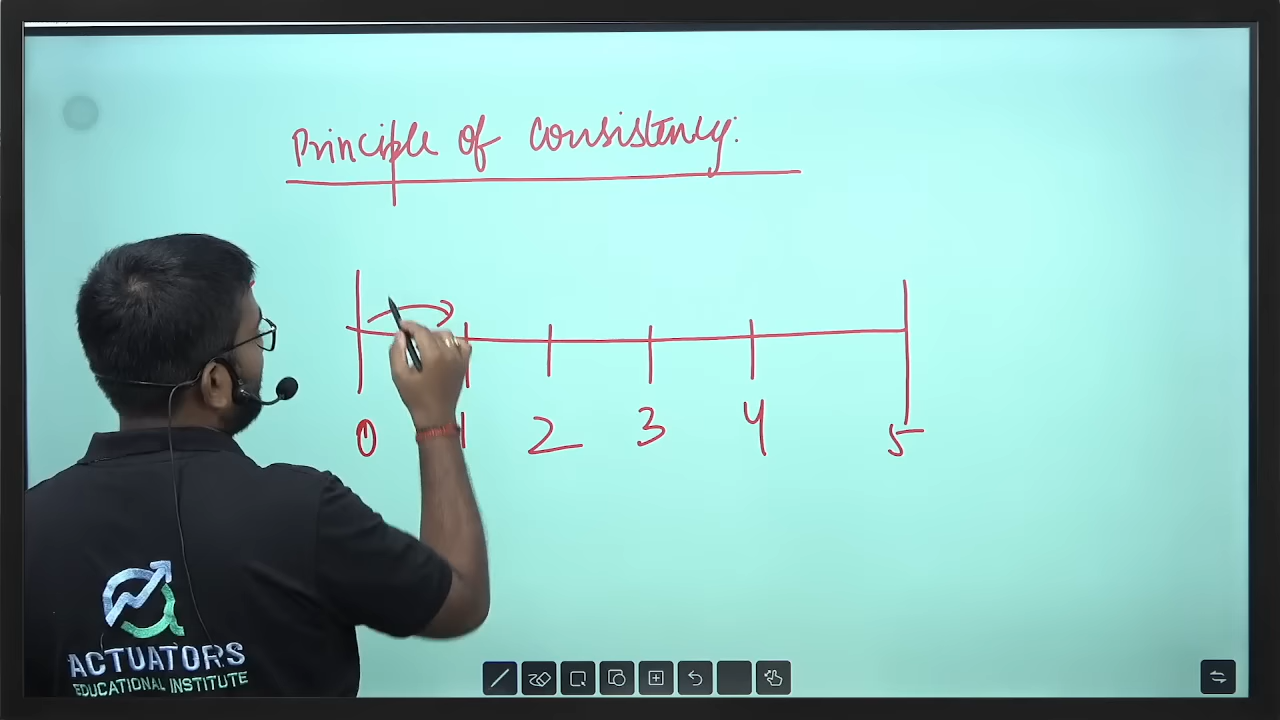 Principle of Consistency:
0 1 2 3 4 5
ACTUATORS
EDUCATIONAL INSTITUTE